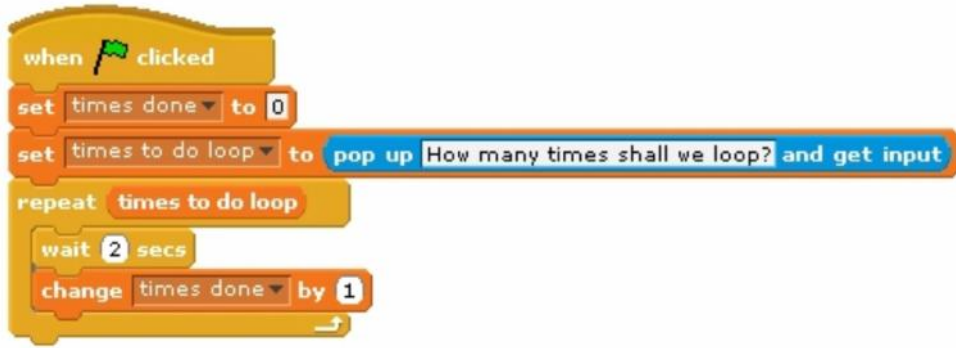 when clicked
set times done to 0
set times to do loop to pop up How many times shall we loop? and get input
repeat times to do loop
wait 2 secs
change times done by 1